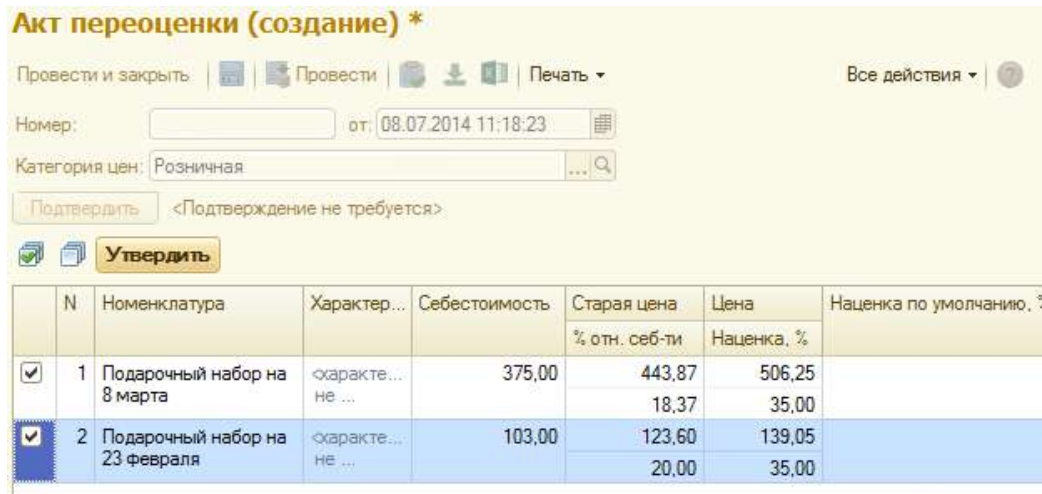 Акт переоценки (создание) *
Провести и закрыть Провести Печать Все действия
Номер: от: 08.07.2014 11:18:23
Категория цен: Розничная ...
Подтвердить <Подтверждение не требуется>
Утвердить
N Номенклатура Характер... Себестоимость Старая цена Цена Наценка по умолчанию, %
% отн. себ-ти Наценка, %
1 Подарочный набор на <характе... 375,00 443,87 506,25
8 марта не ... 18,37 35,00
2 Подарочный набор на <характе... 103,00 123,60 139,05
23 февраля не ... 20,00 35,00